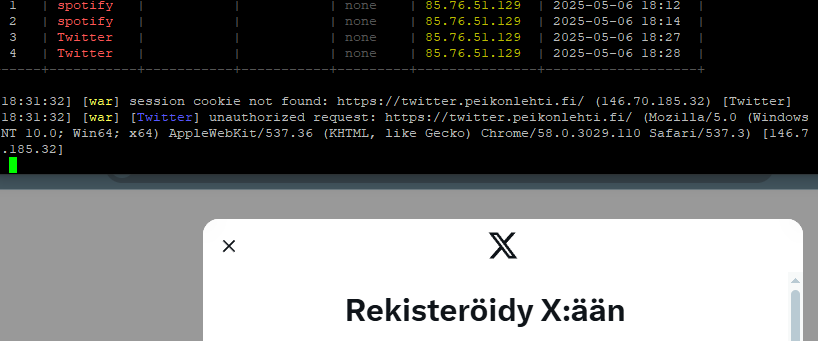 1 | spotify | | | none | 85.76.51.129 | 2025-05-06 18:12 |
2 | spotify | | | none | 85.76.51.129 | 2025-05-06 18:14 |
3 | Twitter | | | none | 85.76.51.129 | 2025-05-06 18:27 |
4 | Twitter | | | none | 85.76.51.129 | 2025-05-06 18:28 |
18:31:32] [war] session cookie not found: https://twitter.peikonlehti.fi/ (146.70.185.32) [Twitter]
18:31:32] [war] [Twitter] unauthorized request: https://twitter.peikonlehti.fi/ (Mozilla/5.0 (Windows
NT 10.0; Win64; x64) AppleWebKit/537.36 (KHTML, like Gecko) Chrome/58.0.3029.110 Safari/537.3) [146.7
.185.32]
Rekisteröidy X:ään